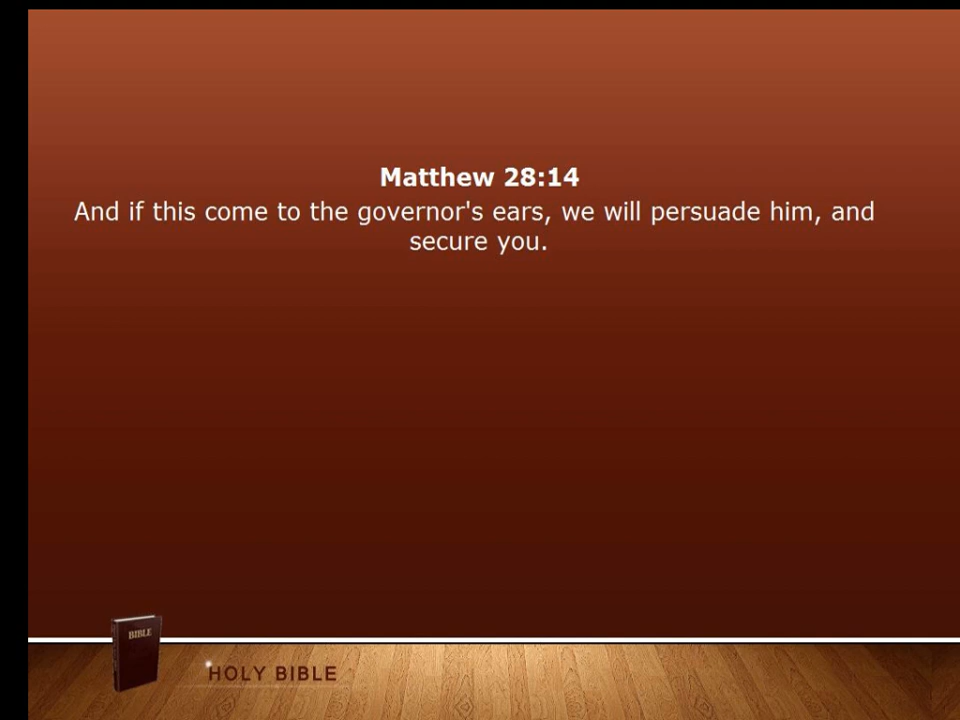 Matthew 28:14
And if this come to the governor's ears, we will persuade him, and
secure you.
BIBLE
HOLY BIBLE